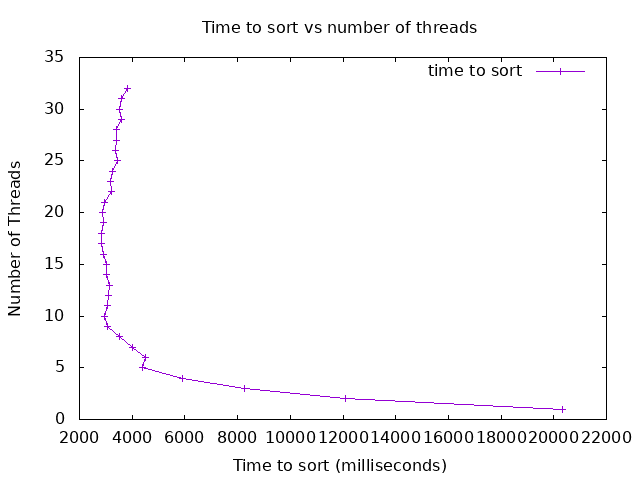 Time to sort vs number of threads
35
time to sort
30
25
20
15
10
5
0
Number of Threads
2000 4000 6000 8000 10000 12000 14000 16000 18000 20000 22000
Time to sort (milliseconds)